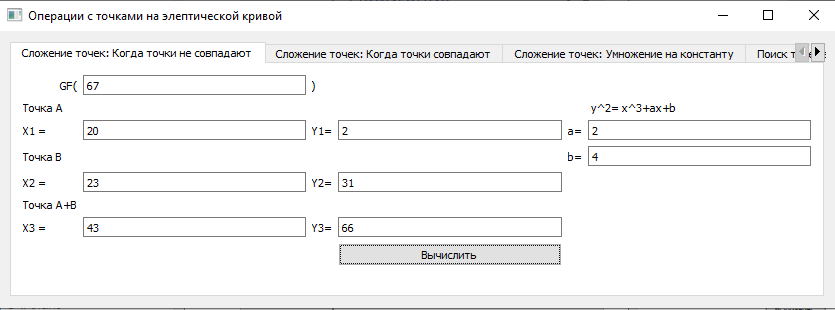 Операции с точками на элептической кривой
Сложение точек: Когда точки не совпадают Сложение точек: Когда точки совпадают Сложение точек: Умножение на константу Поиск
GF( 67 )
Точка А y^2= x^3+ax+b
X1 = 20 Y1= 2 a= 2
Точка B b= 4
X2 = 23 Y2= 31
Точка A+B
X3 = 43 Y3= 66
Вычислить